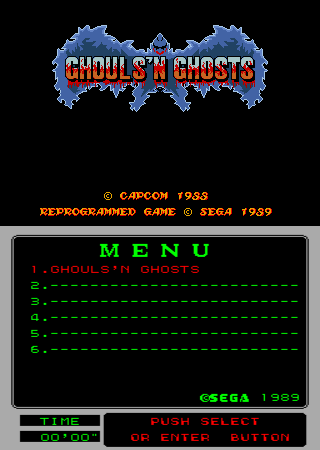 GHOULS'N GHOSTS
© CAPCOM 1988
REPROGRAMMED GAME © SEGA 1989
MENU
1.GHOULS'N GHOSTS
2.--------------------------
3.--------------------------
4.--------------------------
5.--------------------------
6.--------------------------
©SEGA 1989
TIME
00'00"
PUSH SELECT
OR ENTER BUTTON